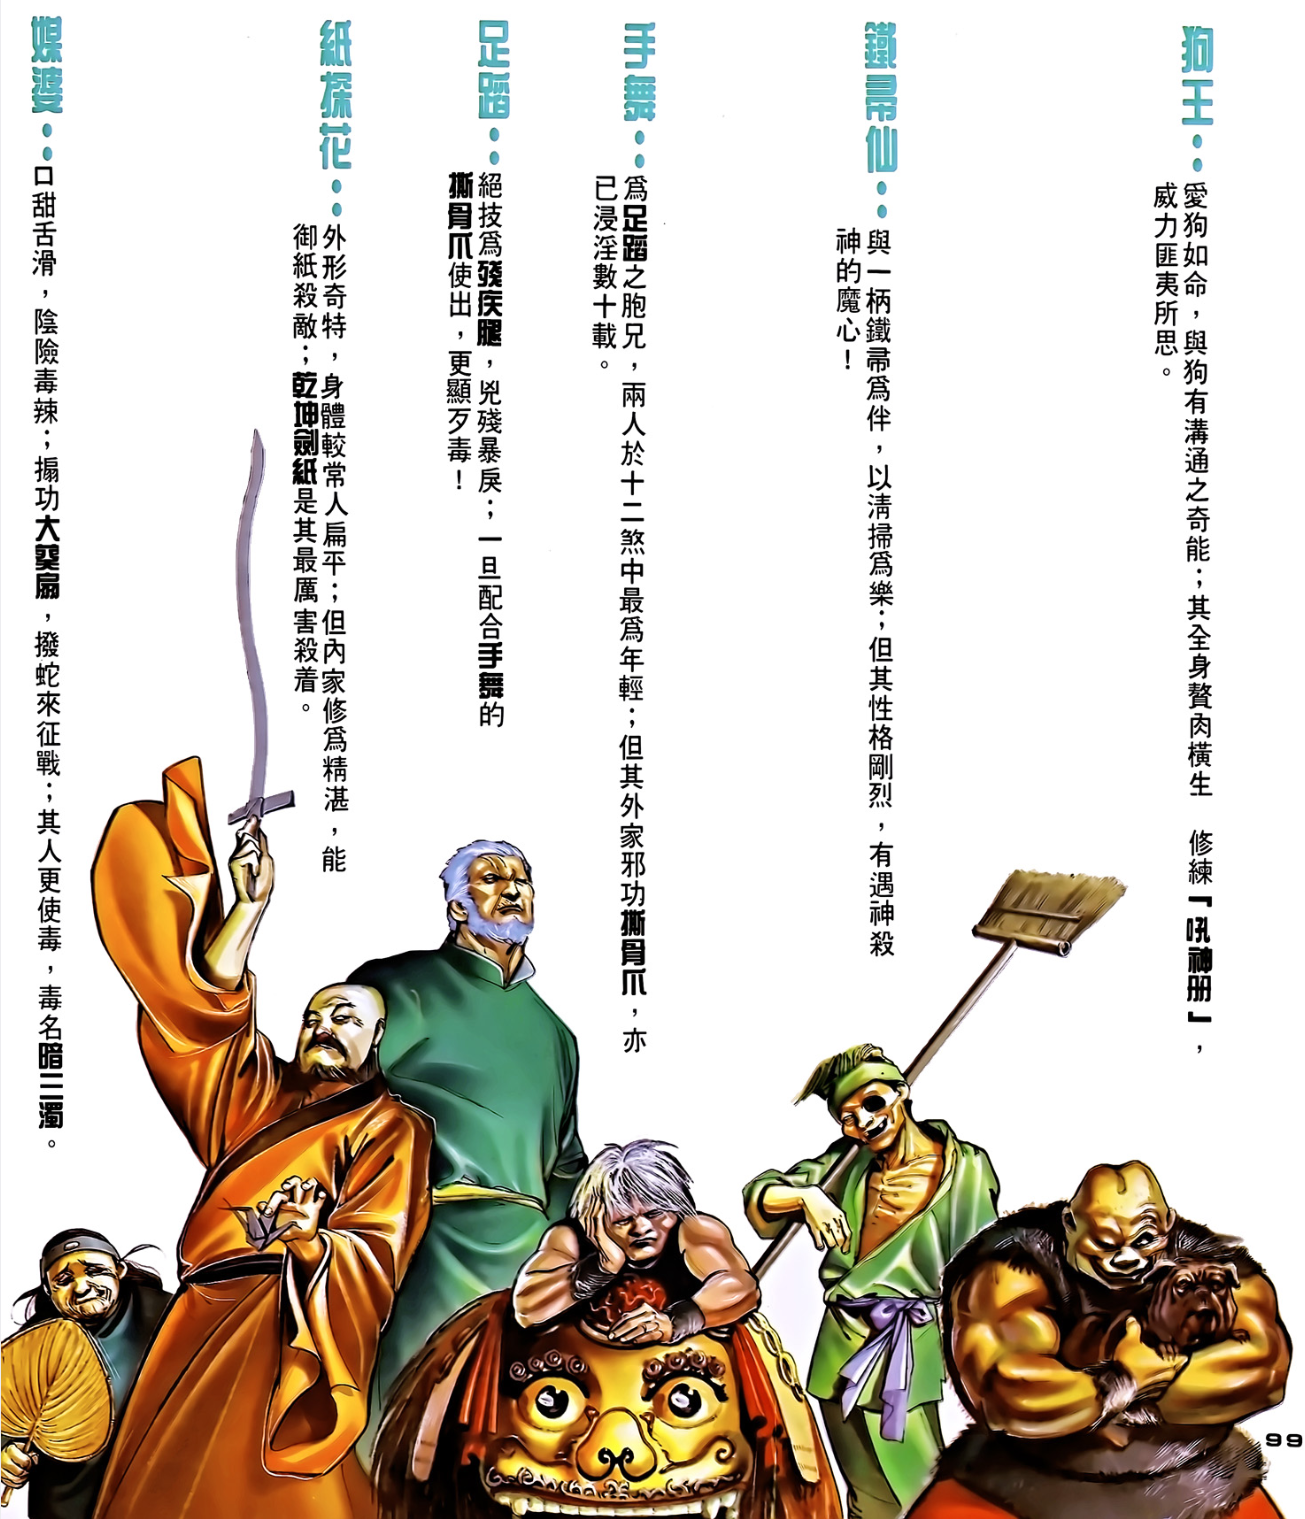 狗王：愛狗如命，與狗有溝通之奇能；其全身贅肉橫生　修練『吼神册』，
威力匪夷所思。
鐵帚仙：與一柄鐵帚爲伴，以淸掃爲樂；但其性格剛烈，有遇神殺
神的魔心！
手舞：爲足蹈之胞兄，兩人於十二煞中最爲年輕；但其外家邪功撕骨爪，亦
已浸淫數十載。
足蹈：絕技爲殘疾腿，兇殘暴戾；一旦配合手舞的
撕骨爪使出，更顯歹毒！
紙探花：外形奇特，身體較常人扁平；但內家修爲精湛，能
御紙殺敵；乾坤劍紙是其最厲害殺着。
媒婆：口甜舌滑，陰險毒辣；搧功大葵扇，撥蛇來征戰；其人更使毒，毒名暗三濁。
99